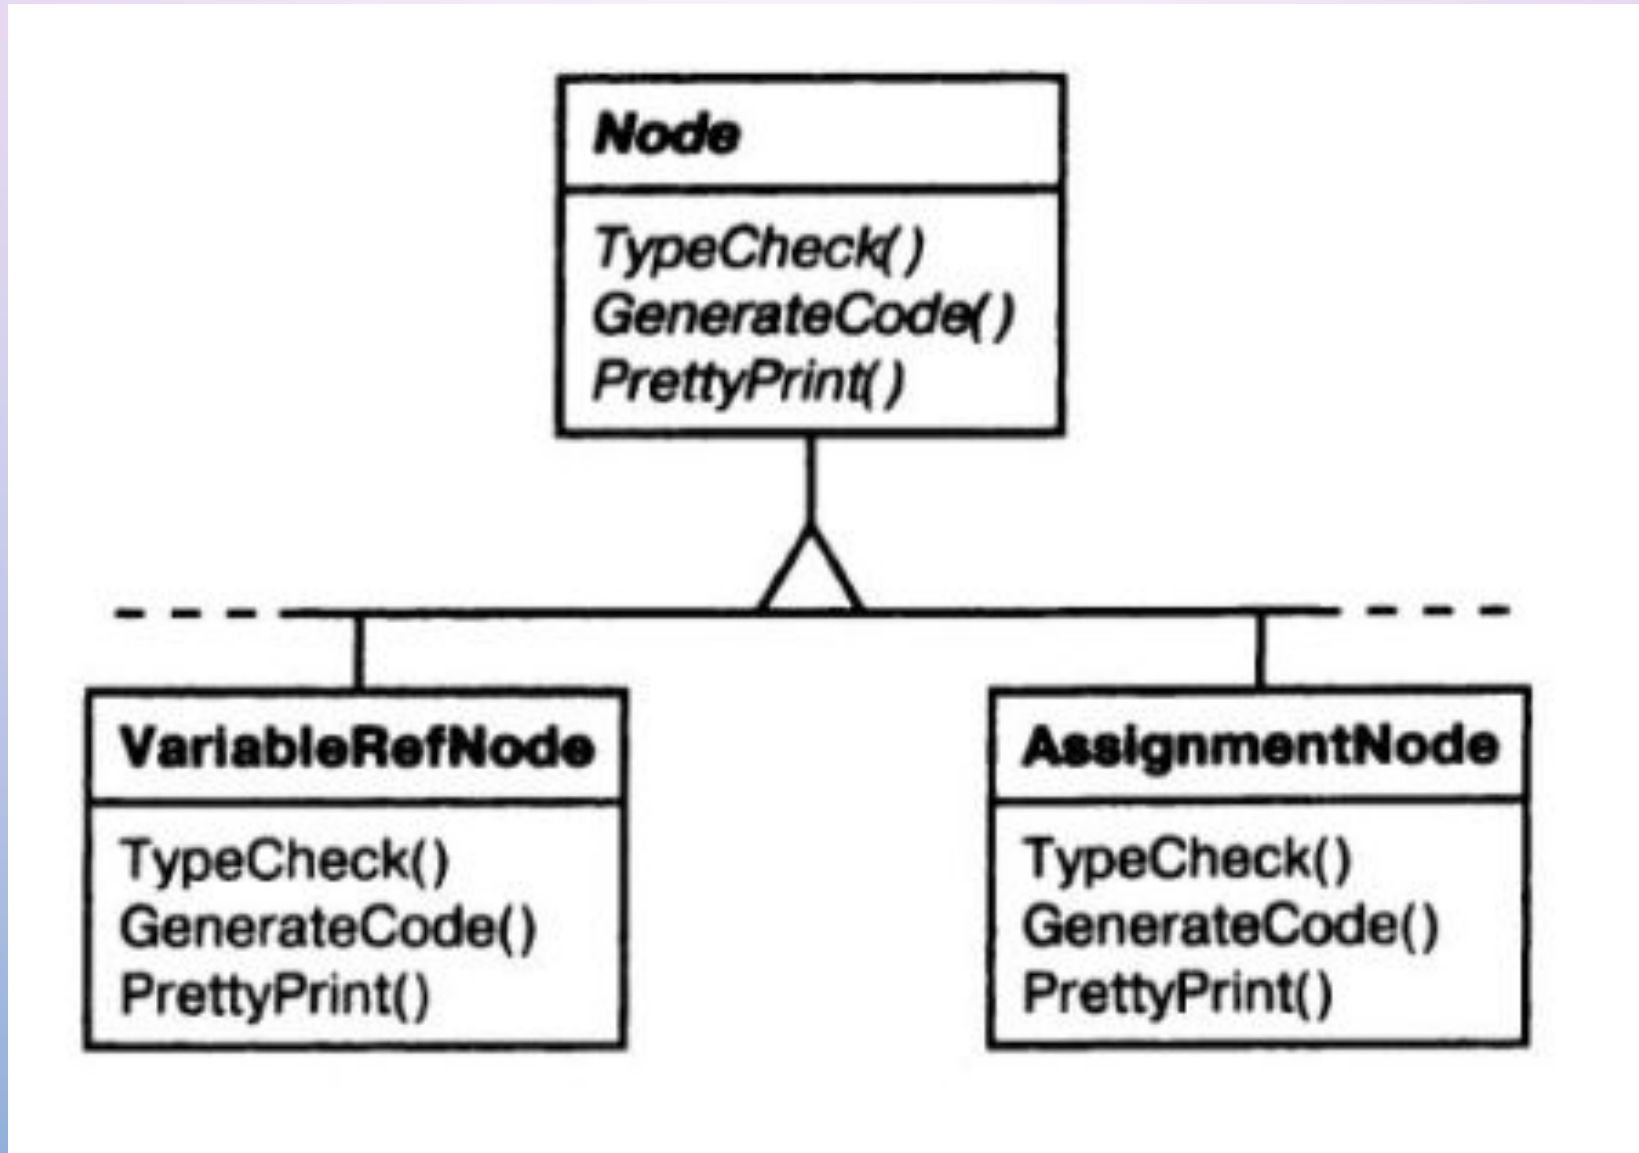 Node
TypeCheck()
GenerateCode()
PrettyPrint()
VariableRefNode
TypeCheck()
GenerateCode()
PrettyPrint()
AssignmentNode
TypeCheck()
GenerateCode()
PrettyPrint()